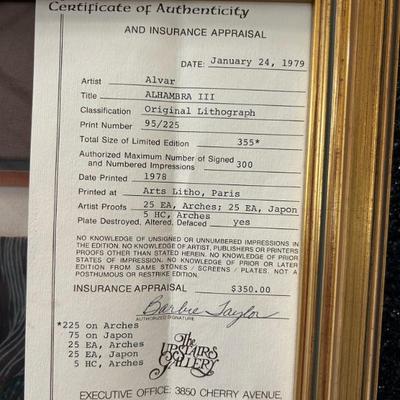 Certificate of Authenticity
AND INSURANCE APPRAISAL
DATE: January 24, 1979
Artist Alvar
Title ALHAMBRA III
Classification Original Lithograph
Print Number 95/225
Total Size of Limited Edition 355*
Authorized Maximum Number of Signed
and Numbered Impressions 300
Date Printed 1978
Printed at Arts Litho, Paris
Artist Proofs 25 EA, Arches; 25 EA, Japon
5 HC, Arches
Plate Destroyed, Altered, Defaced yes
NO KNOWLEDGE OF UNSIGNED OR UNNUMBERED IMPRESSIONS IN
THE EDITION. NO KNOWLEDGE OF ARTIST, PUBLISHERS OR PRINTERS
PROOFS OTHER THAN STATED HEREIN. NO KNOWLEDGE OF PRIOR
STATES OF IMPRESSION. NO KNOWLEDGE OF PRIOR OR LATER
EDITION FROM SAME STONES / SCREENS / PLATES. NOT A
POSTHUMOUS OR RESTRIKE EDITION.
INSURANCE APPRAISAL $350.00
Barbie Taylor
AUTHORIZED SIGNATURE
*225 on Arches
75 on Japon
25 EA, Arches
25 EA, Japon
5 HC, Arches
The
UPSTAIRS
GALLERY
EXECUTIVE OFFICE: 3850 CHERRY AVENUE,